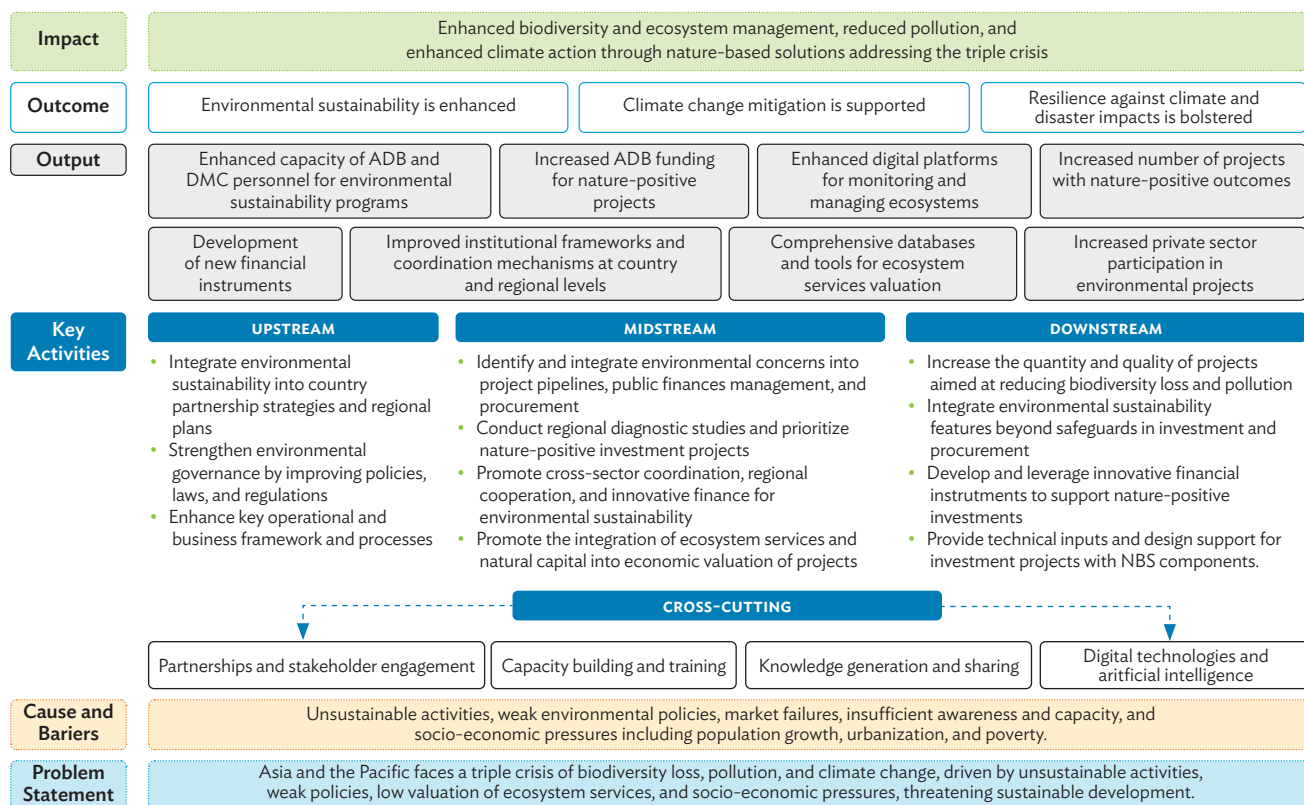 Impact
Enhanced biodiversity and ecosystem management, reduced pollution, and
enhanced climate action through nature-based solutions addressing the triple crisis
Outcome
Environmental sustainability is enhanced
Climate change mitigation is supported
Resilience against climate and
disaster impacts is bolstered
Output
Enhanced capacity of ADB and
DMC personnel for environmental
sustainability programs
Increased ADB funding
for nature-positive
projects
Enhanced digital platforms
for monitoring and
managing ecosystems
Increased number of projects
with nature-positive outcomes
Development
of new financial
instruments
Improved institutional frameworks and
coordination mechanisms at country
and regional levels
Comprehensive databases
and tools for ecosystem
services valuation
Increased private sector
participation in
environmental projects
Key
Activities
UPSTREAM
• Integrate environmental
sustainability into country
partnership strategies and regional
plans
• Strengthen environmental
governance by improving policies,
laws, and regulations
• Enhance key operational and
business framework and processes
MIDSTREAM
• Identify and integrate environmental concerns into
project pipelines, public finances management, and
procurement
• Conduct regional diagnostic studies and prioritize
nature-positive investment projects
• Promote cross-sector coordination, regional
cooperation, and innovative finance for
environmental sustainability
• Promote the integration of ecosystem services and
natural capital into economic valuation of projects
DOWNSTREAM
• Increase the quantity and quality of projects
aimed at reducing biodiversity loss and pollution
• Integrate environmental sustainability
features beyond safeguards in investment and
procurement
• Develop and leverage innovative financial
instrutments to support nature-positive
investments
• Provide technical inputs and design support for
investment projects with NBS components.
CROSS-CUTTING
Partnerships and stakeholder engagement
Capacity building and training
Knowledge generation and sharing
Digital technologies and
aritficial intelligence
Cause and
Bariers
Unsustainable activities, weak environmental policies, market failures, insufficient awareness and capacity, and
socio-economic pressures including population growth, urbanization, and poverty.
Problem
Statement
Asia and the Pacific faces a triple crisis of biodiversity loss, pollution, and climate change, driven by unsustainable activities,
weak policies, low valuation of ecosystem services, and socio-economic pressures, threatening sustainable development.